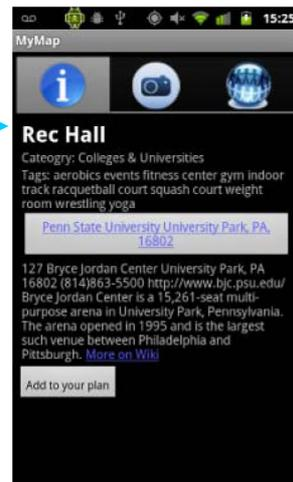 15:25
MyMap
Rec Hall
Cateogry: Colleges & Universities
Tags: aerobics events fitness center gym indoor
track racquetball court squash court weight
room wrestling yoga
Penn State University University Park, PA,
16802
127 Bryce Jordan Center University Park, PA
16802 (814)863-5500 http://www.bjc.psu.edu/
Bryce Jordan Center is a 15,261-seat multi-
purpose arena in University Park, Pennsylvania.
The arena opened in 1995 and is the largest
such venue between Philadelphia and
Pittsburgh. More on Wiki
Add to your plan